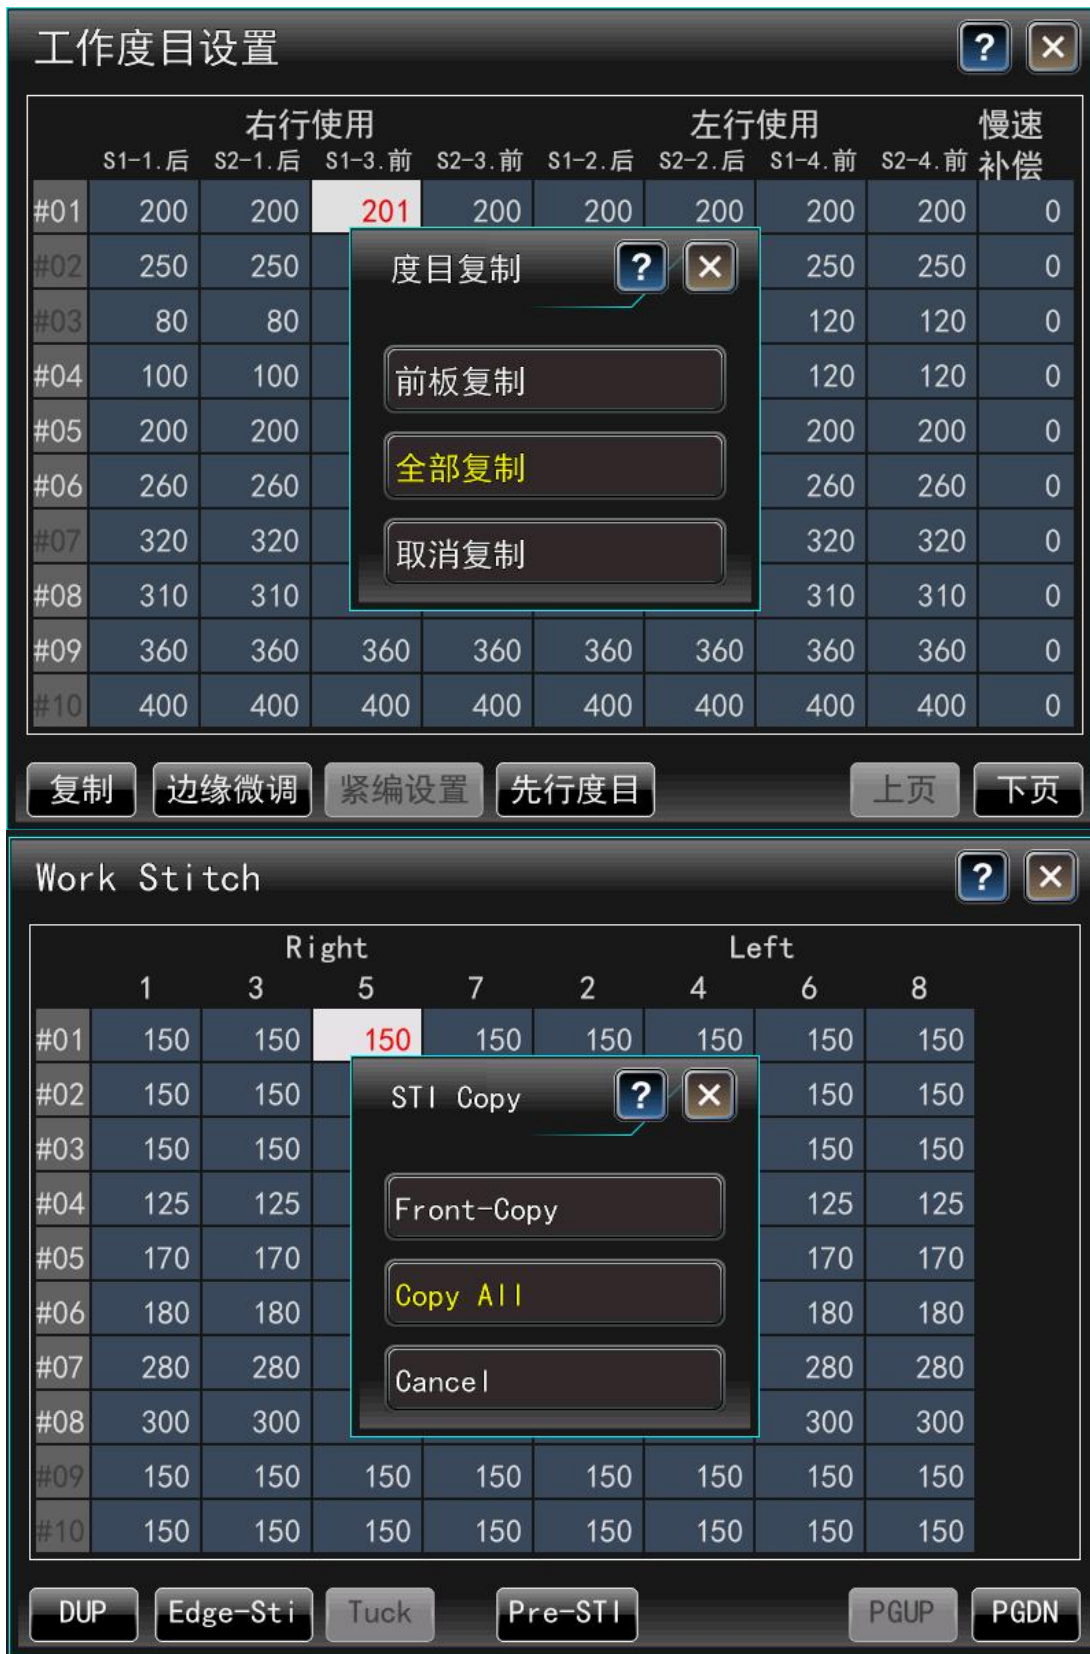 工作度目设置 ? ×
右行使用 左行使用 慢速
S1-1.后 S2-1.后 S1-3.前 S2-3.前 S1-2.后 S2-2.后 S1-4.前 S2-4.前 补偿
#01 200 200 201 200 200 200 200 200 0
#02 250 250 250 250 0
#03 80 80 120 120 0
#04 100 100 120 120 0
#05 200 200 200 200 0
#06 260 260 260 260 0
#07 320 320 320 320 0
#08 310 310 310 310 0
#09 360 360 360 360 360 360 360 360 0
#10 400 400 400 400 400 400 400 400 0
度目复制 ? ×
前板复制
全部复制
取消复制
复制 边缘微调 紧编设置 先行度目 上页 下页
Work Stitch ? ×
Right Left
1 3 5 7 2 4 6 8
#01 150 150 150 150 150 150 150 150
#02 150 150 150 150
#03 150 150 150 150
#04 125 125 125 125
#05 170 170 170 170
#06 180 180 180 180
#07 280 280 280 280
#08 300 300 300 300
#09 150 150 150 150 150 150 150 150
#10 150 150 150 150 150 150 150 150
STI Copy ? ×
Front-Copy
Copy All
Cancel
DUP Edge-Sti Tuck Pre-STI PGUP PGDN